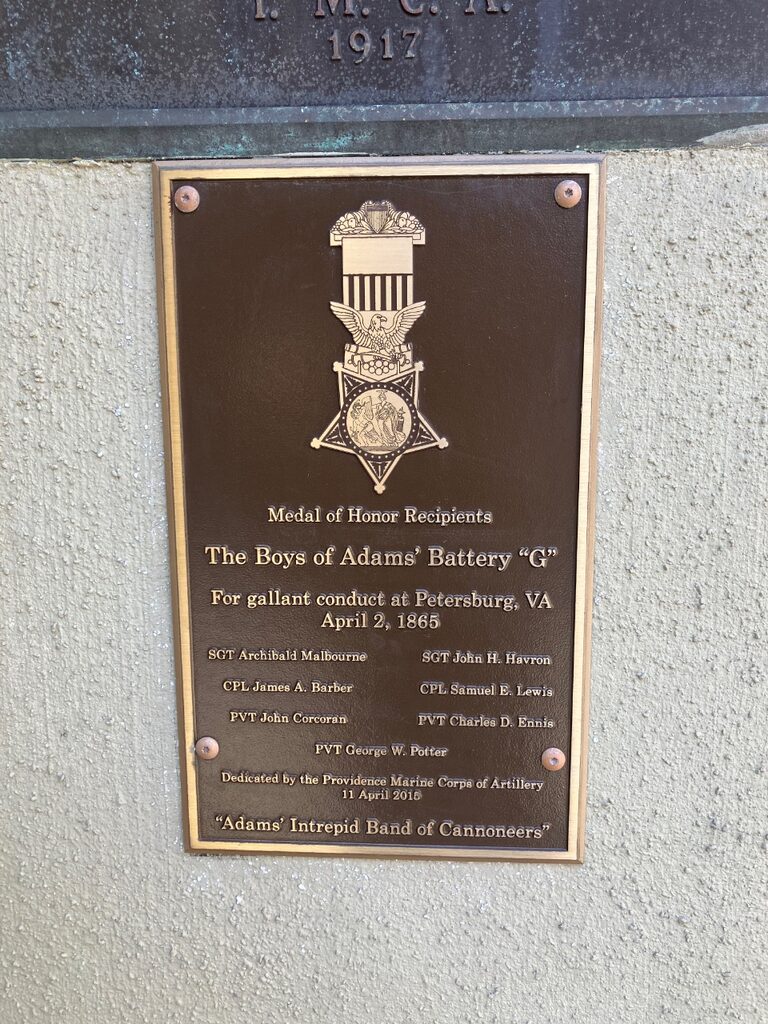 Y. M. C. A.
1917
Medal of Honor Recipients
The Boys of Adams' Battery "G"
For gallant conduct at Petersburg, VA
April 2, 1865
SGT Archibald Malbourne SGT John H. Havron
CPL James A. Barber CPL Samuel E. Lewis
PVT John Corcoran PVT Charles D. Ennis
PVT George W. Potter
Dedicated by the Providence Marine Corps of Artillery
11 April 2015
"Adams' Intrepid Band of Cannoneers"